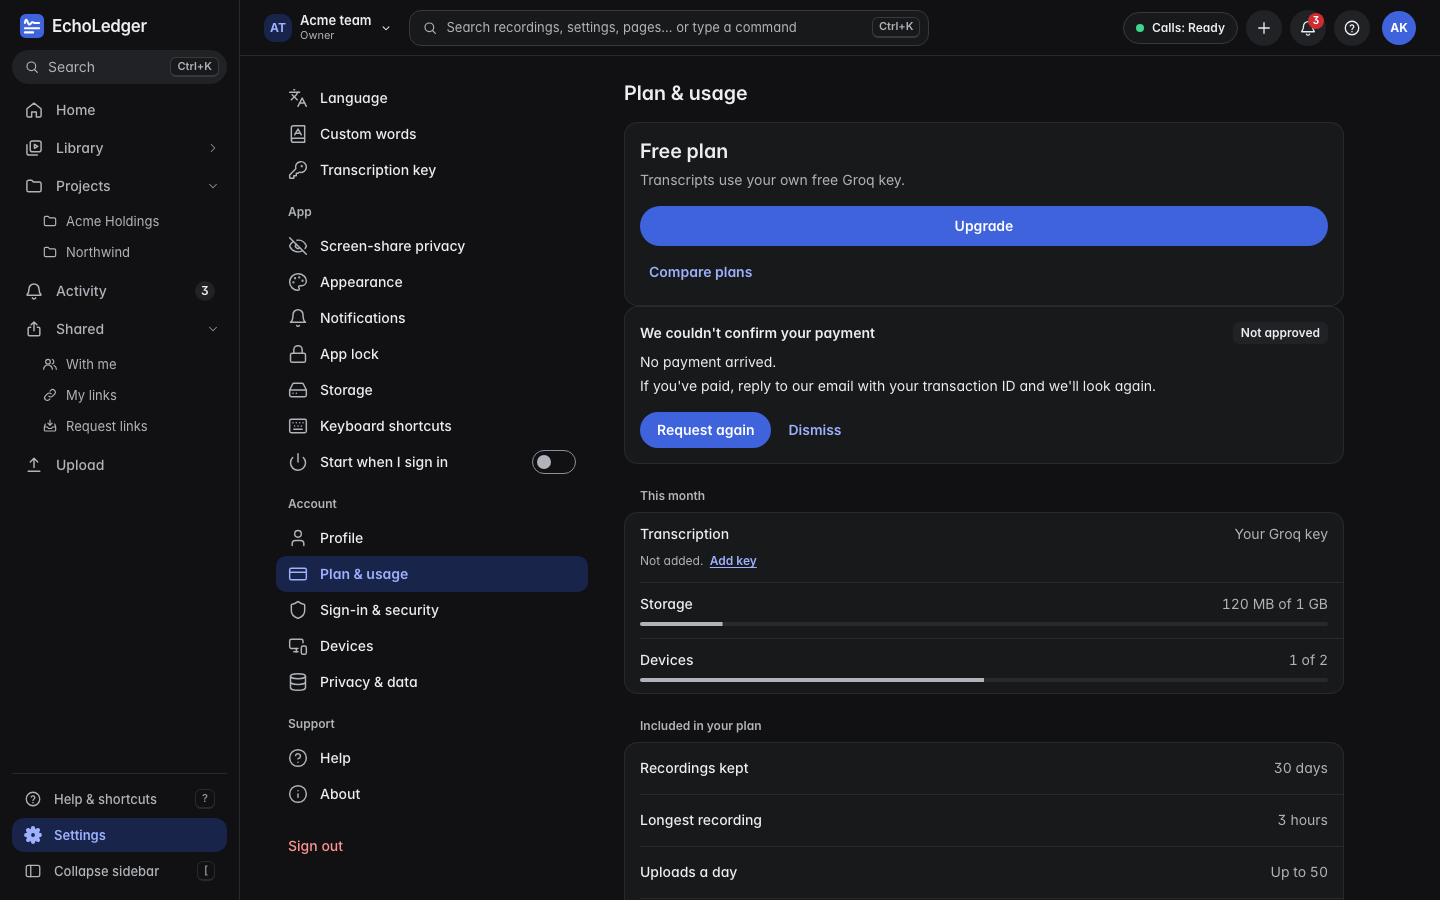 EchoLedger
Search
Ctrl+K
Home
Library
Projects
Acme Holdings
Northwind
Activity
3
Shared
With me
My links
Request links
Upload
Help & shortcuts
?
Settings
Collapse sidebar
[
AT
Acme team
Owner
Search recordings, settings, pages... or type a command
Ctrl+K
Calls: Ready
3
AK
Language
Custom words
Transcription key
App
Screen-share privacy
Appearance
Notifications
App lock
Storage
Keyboard shortcuts
Start when I sign in
Account
Profile
Plan & usage
Sign-in & security
Devices
Privacy & data
Support
Help
About
Sign out
Plan & usage
Free plan
Transcripts use your own free Groq key.
Upgrade
Compare plans
We couldn't confirm your payment
Not approved
No payment arrived.
If you've paid, reply to our email with your transaction ID and we'll look again.
Request again
Dismiss
This month
Transcription
Your Groq key
Not added. Add key
Storage
120 MB of 1 GB
Devices
1 of 2
Included in your plan
Recordings kept
30 days
Longest recording
3 hours
Uploads a day
Up to 50